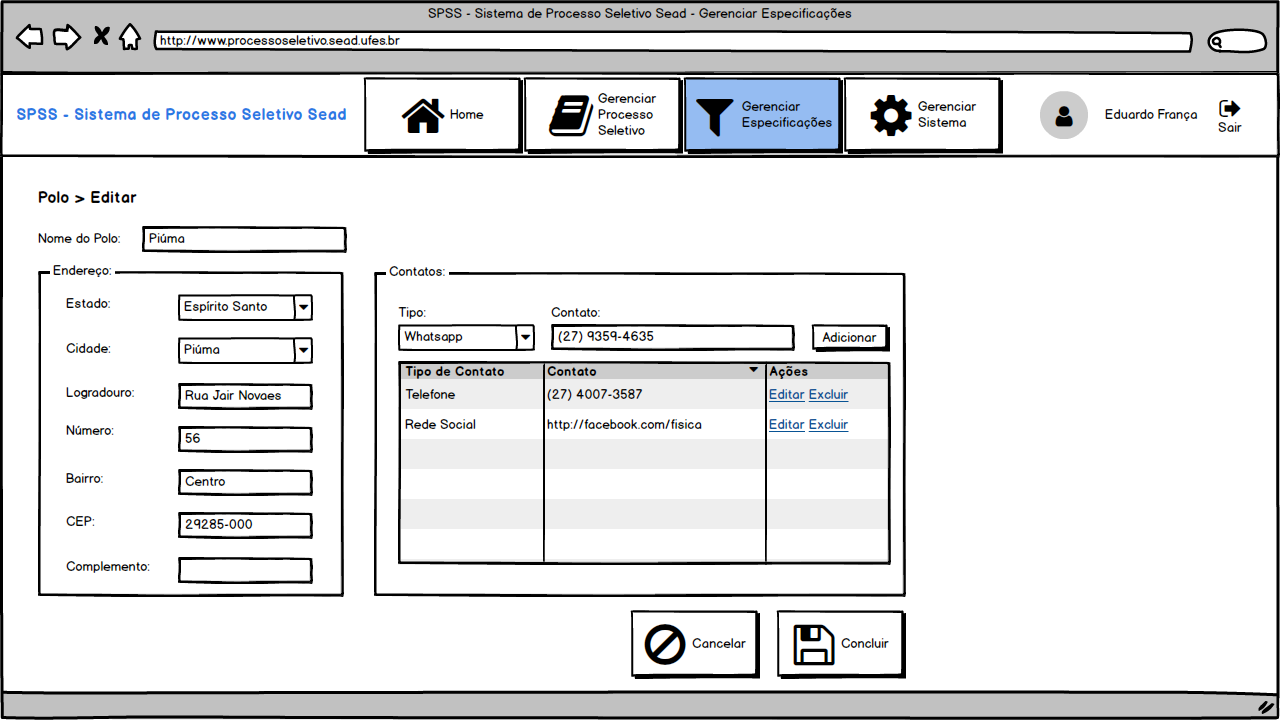 SPSS - Sistema de Processo Seletivo Sead - Gerenciar Especificações
http://www.processoseletivo.sead.ufes.br
SPSS - Sistema de Processo Seletivo Sead
Home
Gerenciar
Processo
Seletivo
Gerenciar
Especificações
Gerenciar
Sistema
Eduardo França
Sair
Polo > Editar
Nome do Polo: Piúma
Endereço:
Estado: Espírito Santo
Cidade: Piúma
Logradouro: Rua Jair Novaes
Número: 56
Bairro: Centro
CEP: 29285-000
Complemento:
Contatos:
Tipo: Contato:
Whatsapp (27) 9359-4635 Adicionar
Tipo de Contato Contato Ações
Telefone (27) 4007-3587 Editar Excluir
Rede Social http://facebook.com/fisica Editar Excluir
Cancelar Concluir